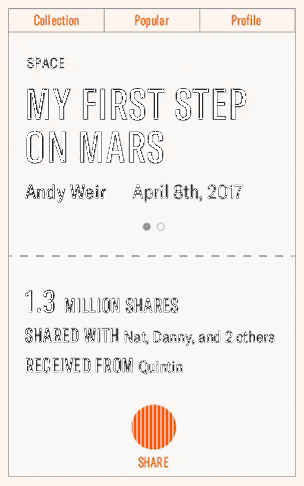 Collection Popular Profile
SPACE
MY FIRST STEP
ON MARS
Andy Weir April 8th, 2017
1.3 MILLION SHARES
SHARED WITH Nat, Danny, and 2 others
RECEIVED FROM Quintin
SHARE